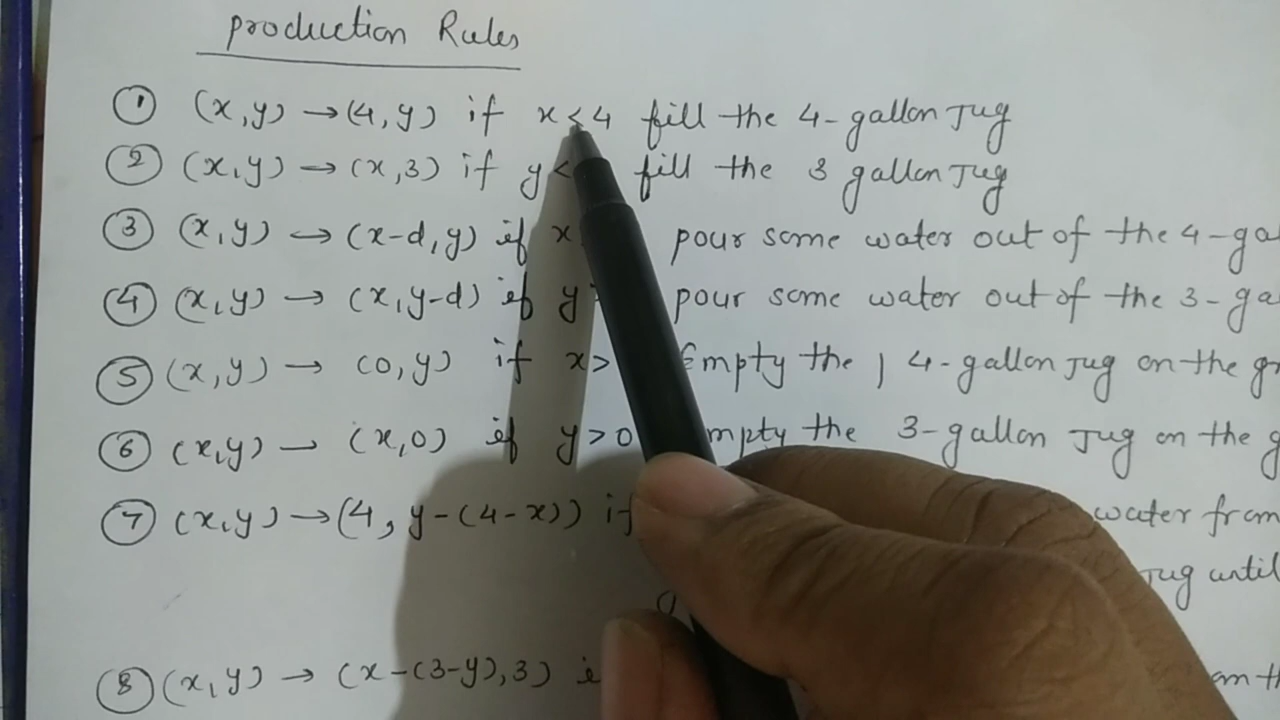 production Rules
① (x,y) → (4,y) if x<4 fill the 4-gallon Jug
② (x,y) → (x,3) if y< fill the 3 gallon Jug
③ (x,y) → (x-d,y) if x pour some water out of the 4-ga
④ (x,y) → (x,y-d) if y pour some water out of the 3-ga
⑤ (x,y) → (0,y) if x> Empty the 4-gallon Jug on the gr
⑥ (x,y) — (x,0) if y>0 mpty the 3-gallon Jug on the g
⑦ (x,y) → (4, y-(4-x)) if water from
Jug until
⑧ (x,y) → (x-(3-y),3)